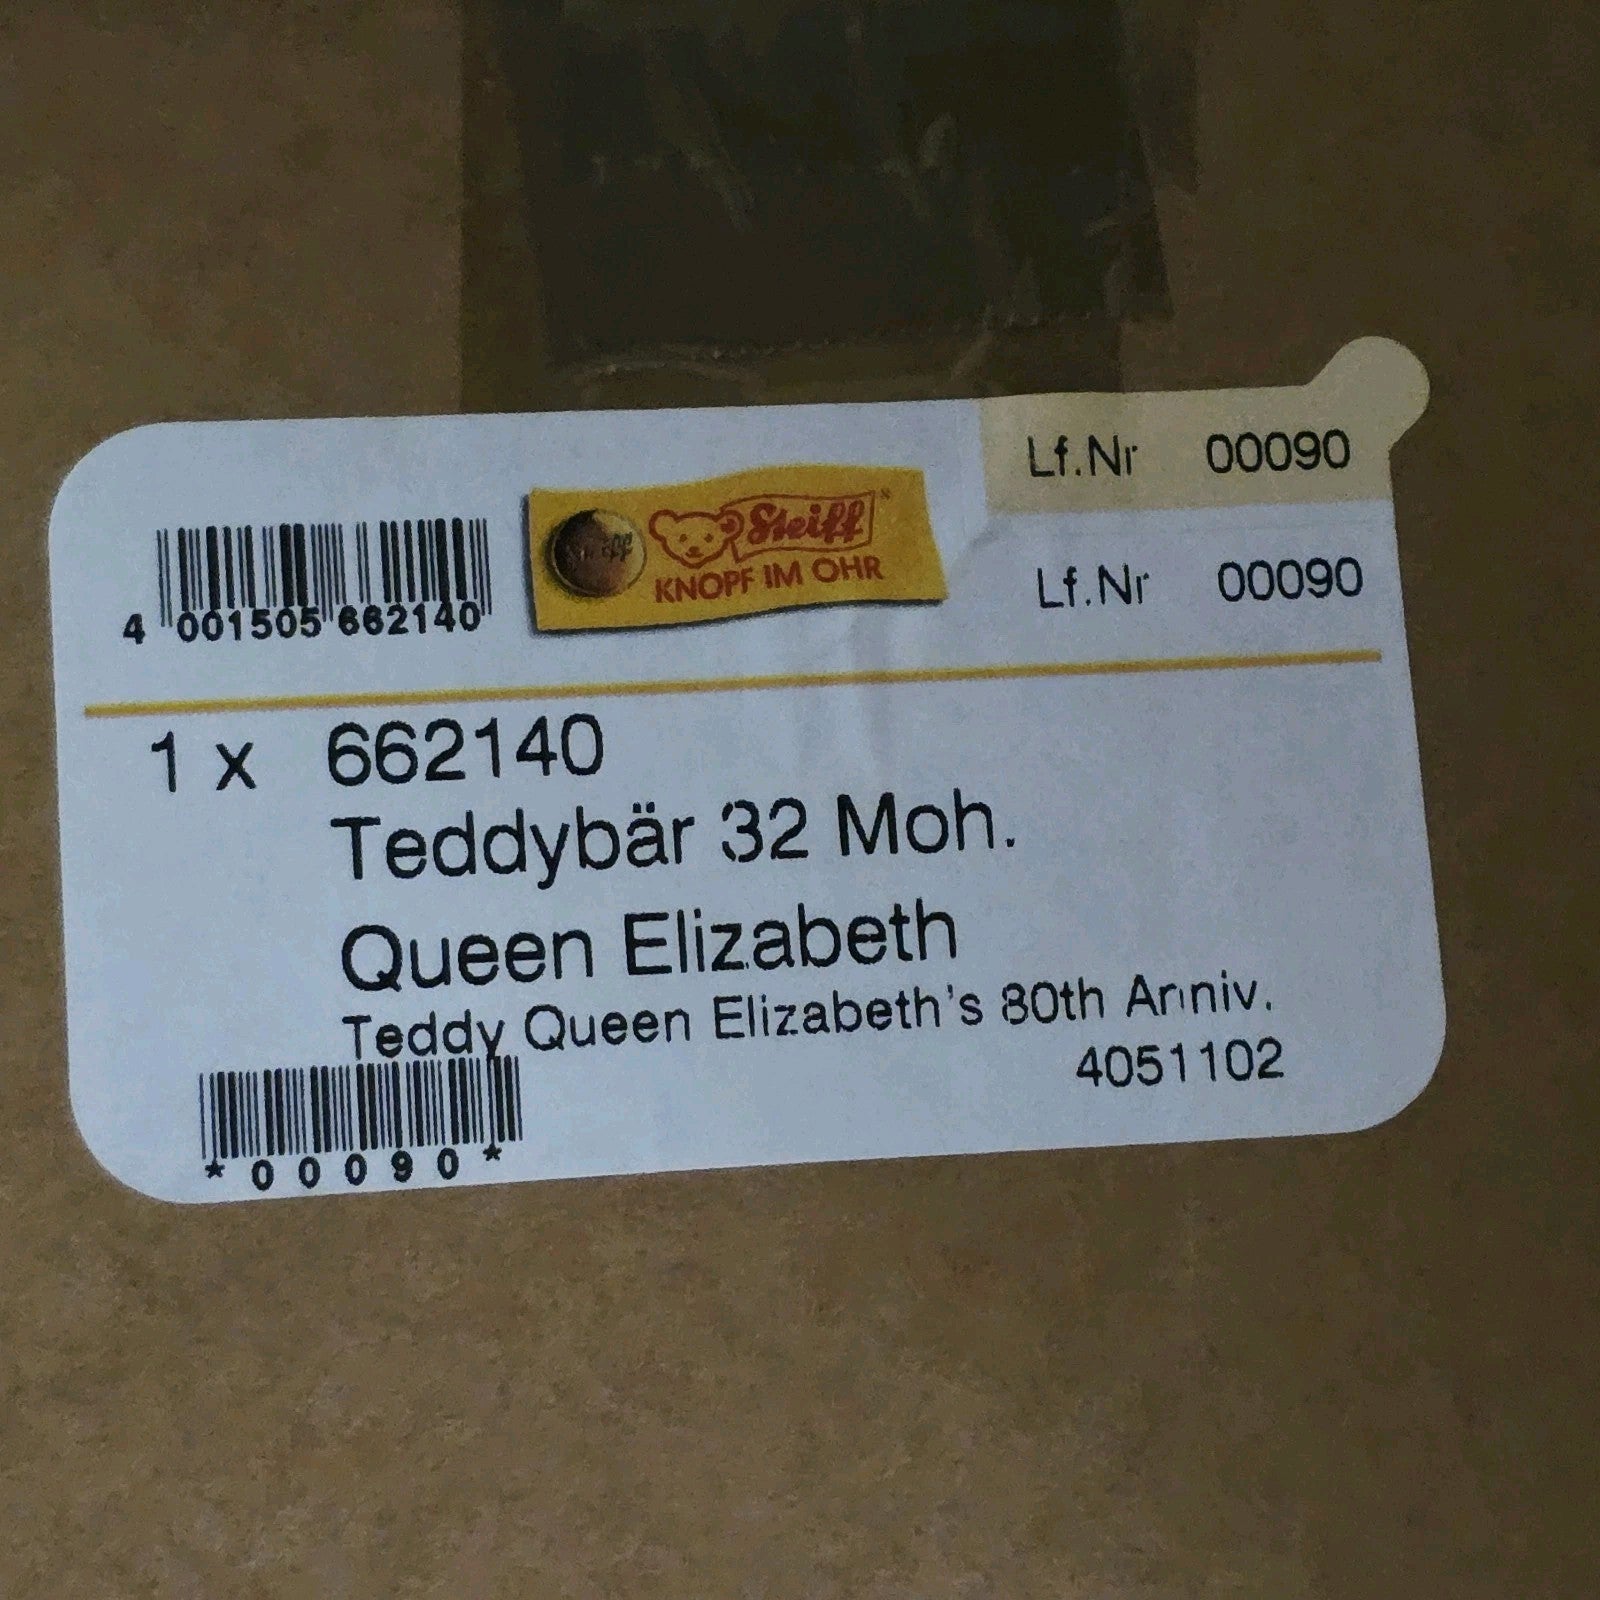 Lf.Nr 00090
Steiff
KNOPF IM OHR
Lf.Nr 00090
4 001505 662140
1 x 662140
Teddybär 32 Moh.
Queen Elizabeth
Teddy Queen Elizabeth's 80th Anniv.
4051102
*00090*